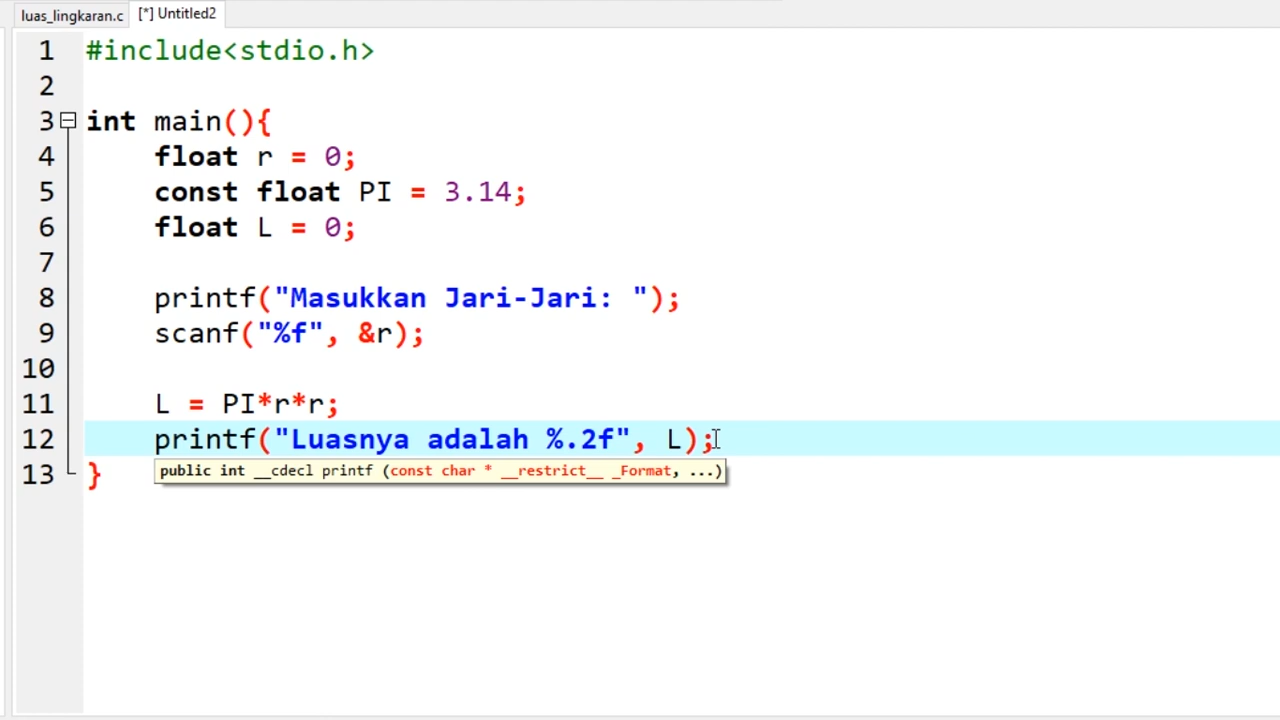 luas_lingkaran.c [*] Untitled2
1 #include<stdio.h>
2
3 int main(){
4 float r = 0;
5 const float PI = 3.14;
6 float L = 0;
7
8 printf("Masukkan Jari-Jari: ");
9 scanf("%f", &r);
10
11 L = PI*r*r;
12 printf("Luasnya adalah %.2f", L);
public int __cdecl printf (const char * __restrict__ _Format, ...)
13 }